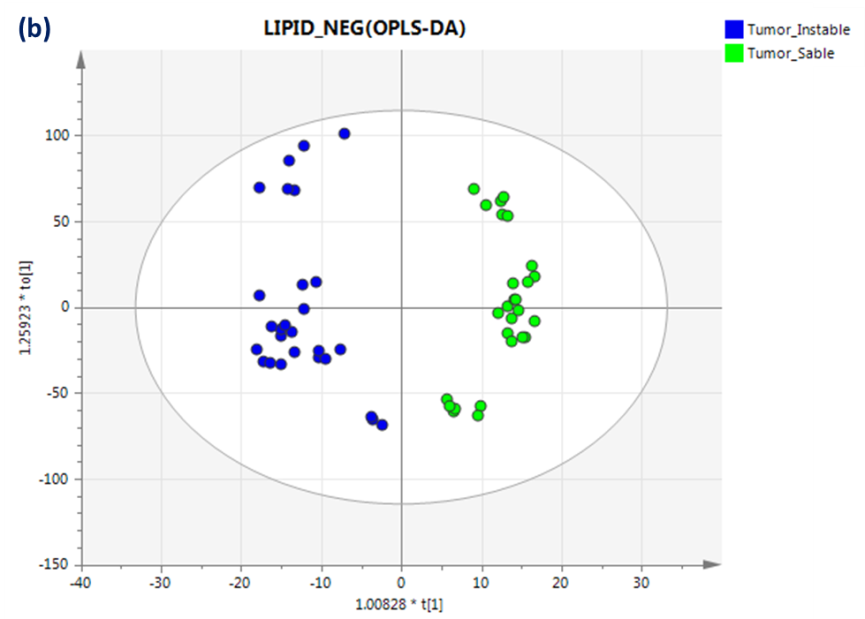 (b)
LIPID_NEG(OPLS-DA)
Tumor_Instable
Tumor_Sable
100
50
0
-50
-100
-150
1.25923 * to[1]
-40 -30 -20 -10 0 10 20 30
1.00828 * t[1]